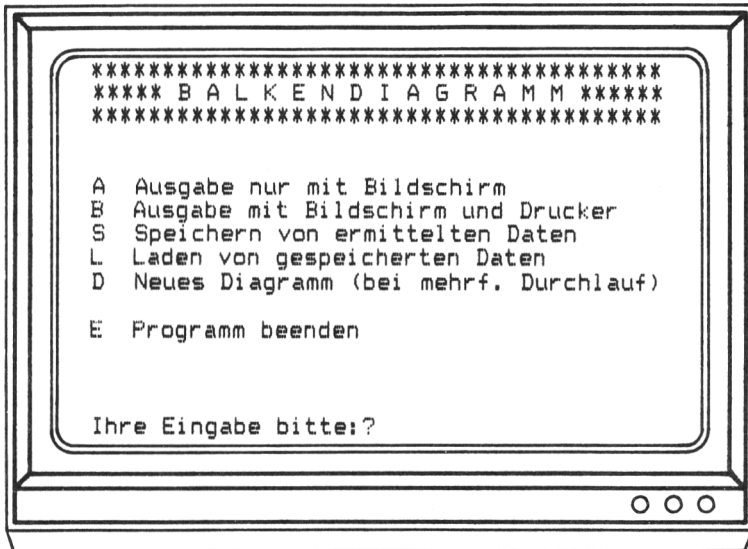 ****************************************
***** B A L K E N D I A G R A M M ******
****************************************
A Ausgabe nur mit Bildschirm
B Ausgabe mit Bildschirm und Drucker
S Speichern von ermittelten Daten
L Laden von gespeicherten Daten
D Neues Diagramm (bei mehrf. Durchlauf)
E Programm beenden
Ihre Eingabe bitte:?